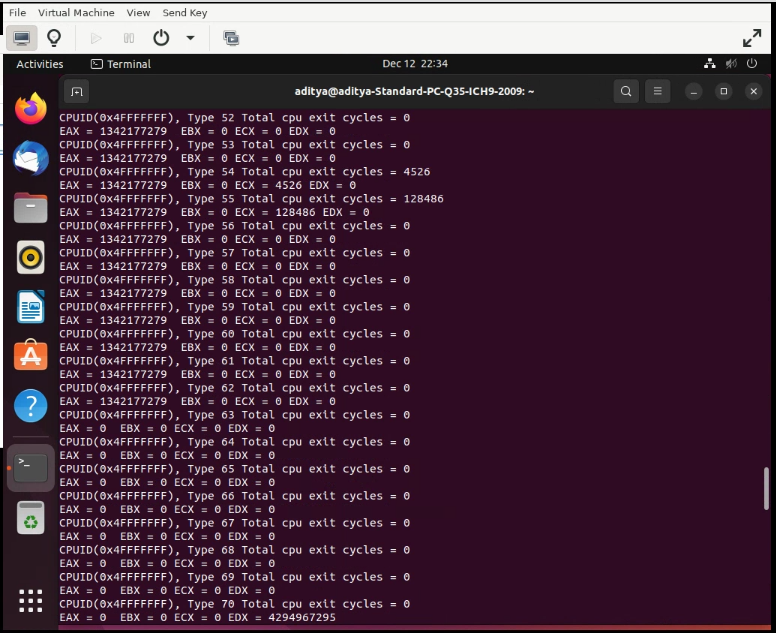 File Virtual Machine View Send Key
Activities Terminal Dec 12 22:34
aditya@aditya-Standard-PC-Q35-ICH9-2009: ~
CPUID(0x4FFFFFFF), Type 52 Total cpu exit cycles = 0
EAX = 1342177279 EBX = 0 ECX = 0 EDX = 0
CPUID(0x4FFFFFFF), Type 53 Total cpu exit cycles = 0
EAX = 1342177279 EBX = 0 ECX = 0 EDX = 0
CPUID(0x4FFFFFFF), Type 54 Total cpu exit cycles = 4526
EAX = 1342177279 EBX = 0 ECX = 4526 EDX = 0
CPUID(0x4FFFFFFF), Type 55 Total cpu exit cycles = 128486
EAX = 1342177279 EBX = 0 ECX = 128486 EDX = 0
CPUID(0x4FFFFFFF), Type 56 Total cpu exit cycles = 0
EAX = 1342177279 EBX = 0 ECX = 0 EDX = 0
CPUID(0x4FFFFFFF), Type 57 Total cpu exit cycles = 0
EAX = 1342177279 EBX = 0 ECX = 0 EDX = 0
CPUID(0x4FFFFFFF), Type 58 Total cpu exit cycles = 0
EAX = 1342177279 EBX = 0 ECX = 0 EDX = 0
CPUID(0x4FFFFFFF), Type 59 Total cpu exit cycles = 0
EAX = 1342177279 EBX = 0 ECX = 0 EDX = 0
CPUID(0x4FFFFFFF), Type 60 Total cpu exit cycles = 0
EAX = 1342177279 EBX = 0 ECX = 0 EDX = 0
CPUID(0x4FFFFFFF), Type 61 Total cpu exit cycles = 0
EAX = 1342177279 EBX = 0 ECX = 0 EDX = 0
CPUID(0x4FFFFFFF), Type 62 Total cpu exit cycles = 0
EAX = 1342177279 EBX = 0 ECX = 0 EDX = 0
CPUID(0x4FFFFFFF), Type 63 Total cpu exit cycles = 0
EAX = 0 EBX = 0 ECX = 0 EDX = 0
CPUID(0x4FFFFFFF), Type 64 Total cpu exit cycles = 0
EAX = 0 EBX = 0 ECX = 0 EDX = 0
CPUID(0x4FFFFFFF), Type 65 Total cpu exit cycles = 0
EAX = 0 EBX = 0 ECX = 0 EDX = 0
CPUID(0x4FFFFFFF), Type 66 Total cpu exit cycles = 0
EAX = 0 EBX = 0 ECX = 0 EDX = 0
CPUID(0x4FFFFFFF), Type 67 Total cpu exit cycles = 0
EAX = 0 EBX = 0 ECX = 0 EDX = 0
CPUID(0x4FFFFFFF), Type 68 Total cpu exit cycles = 0
EAX = 0 EBX = 0 ECX = 0 EDX = 0
CPUID(0x4FFFFFFF), Type 69 Total cpu exit cycles = 0
EAX = 0 EBX = 0 ECX = 0 EDX = 0
CPUID(0x4FFFFFFF), Type 70 Total cpu exit cycles = 0
EAX = 0 EBX = 0 ECX = 0 EDX = 4294967295